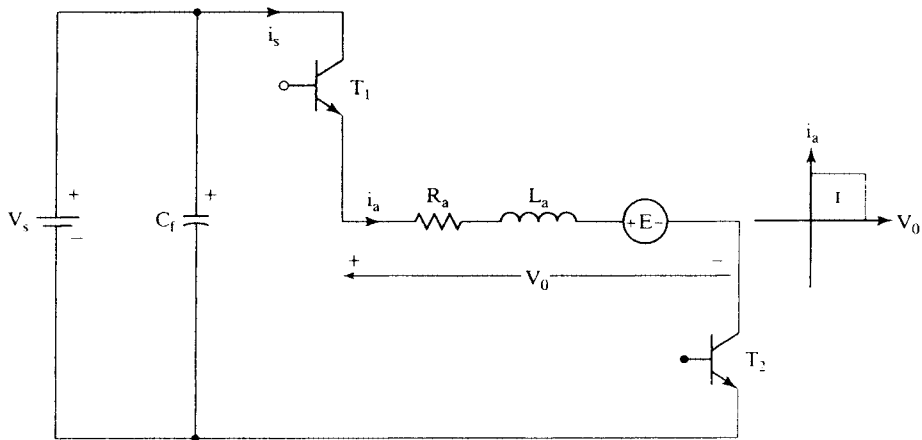 i_s
T_1
+
V_s
−
+
C_f
i_a
R_a
L_a
+ E −
+
V_0
−
T_2
i_a
I
V_0